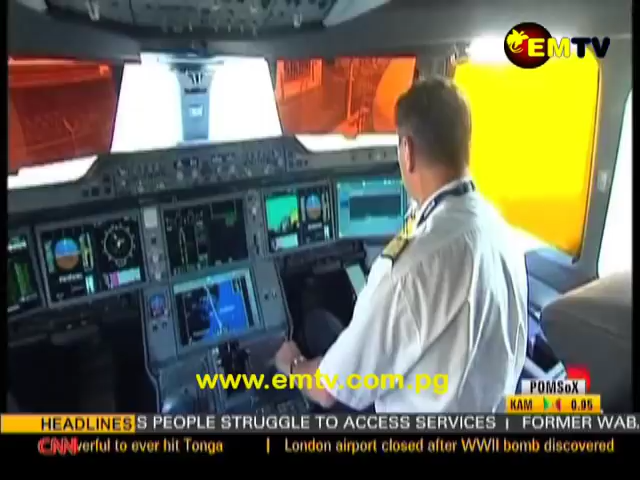 EMTV
www.emtv.com.pg
POMSoX
KAM 0.95
HEADLINES S PEOPLE STRUGGLE TO ACCESS SERVICES | FORMER WAB
CNN verful to ever hit Tonga | London airport closed after WWII bomb discovered